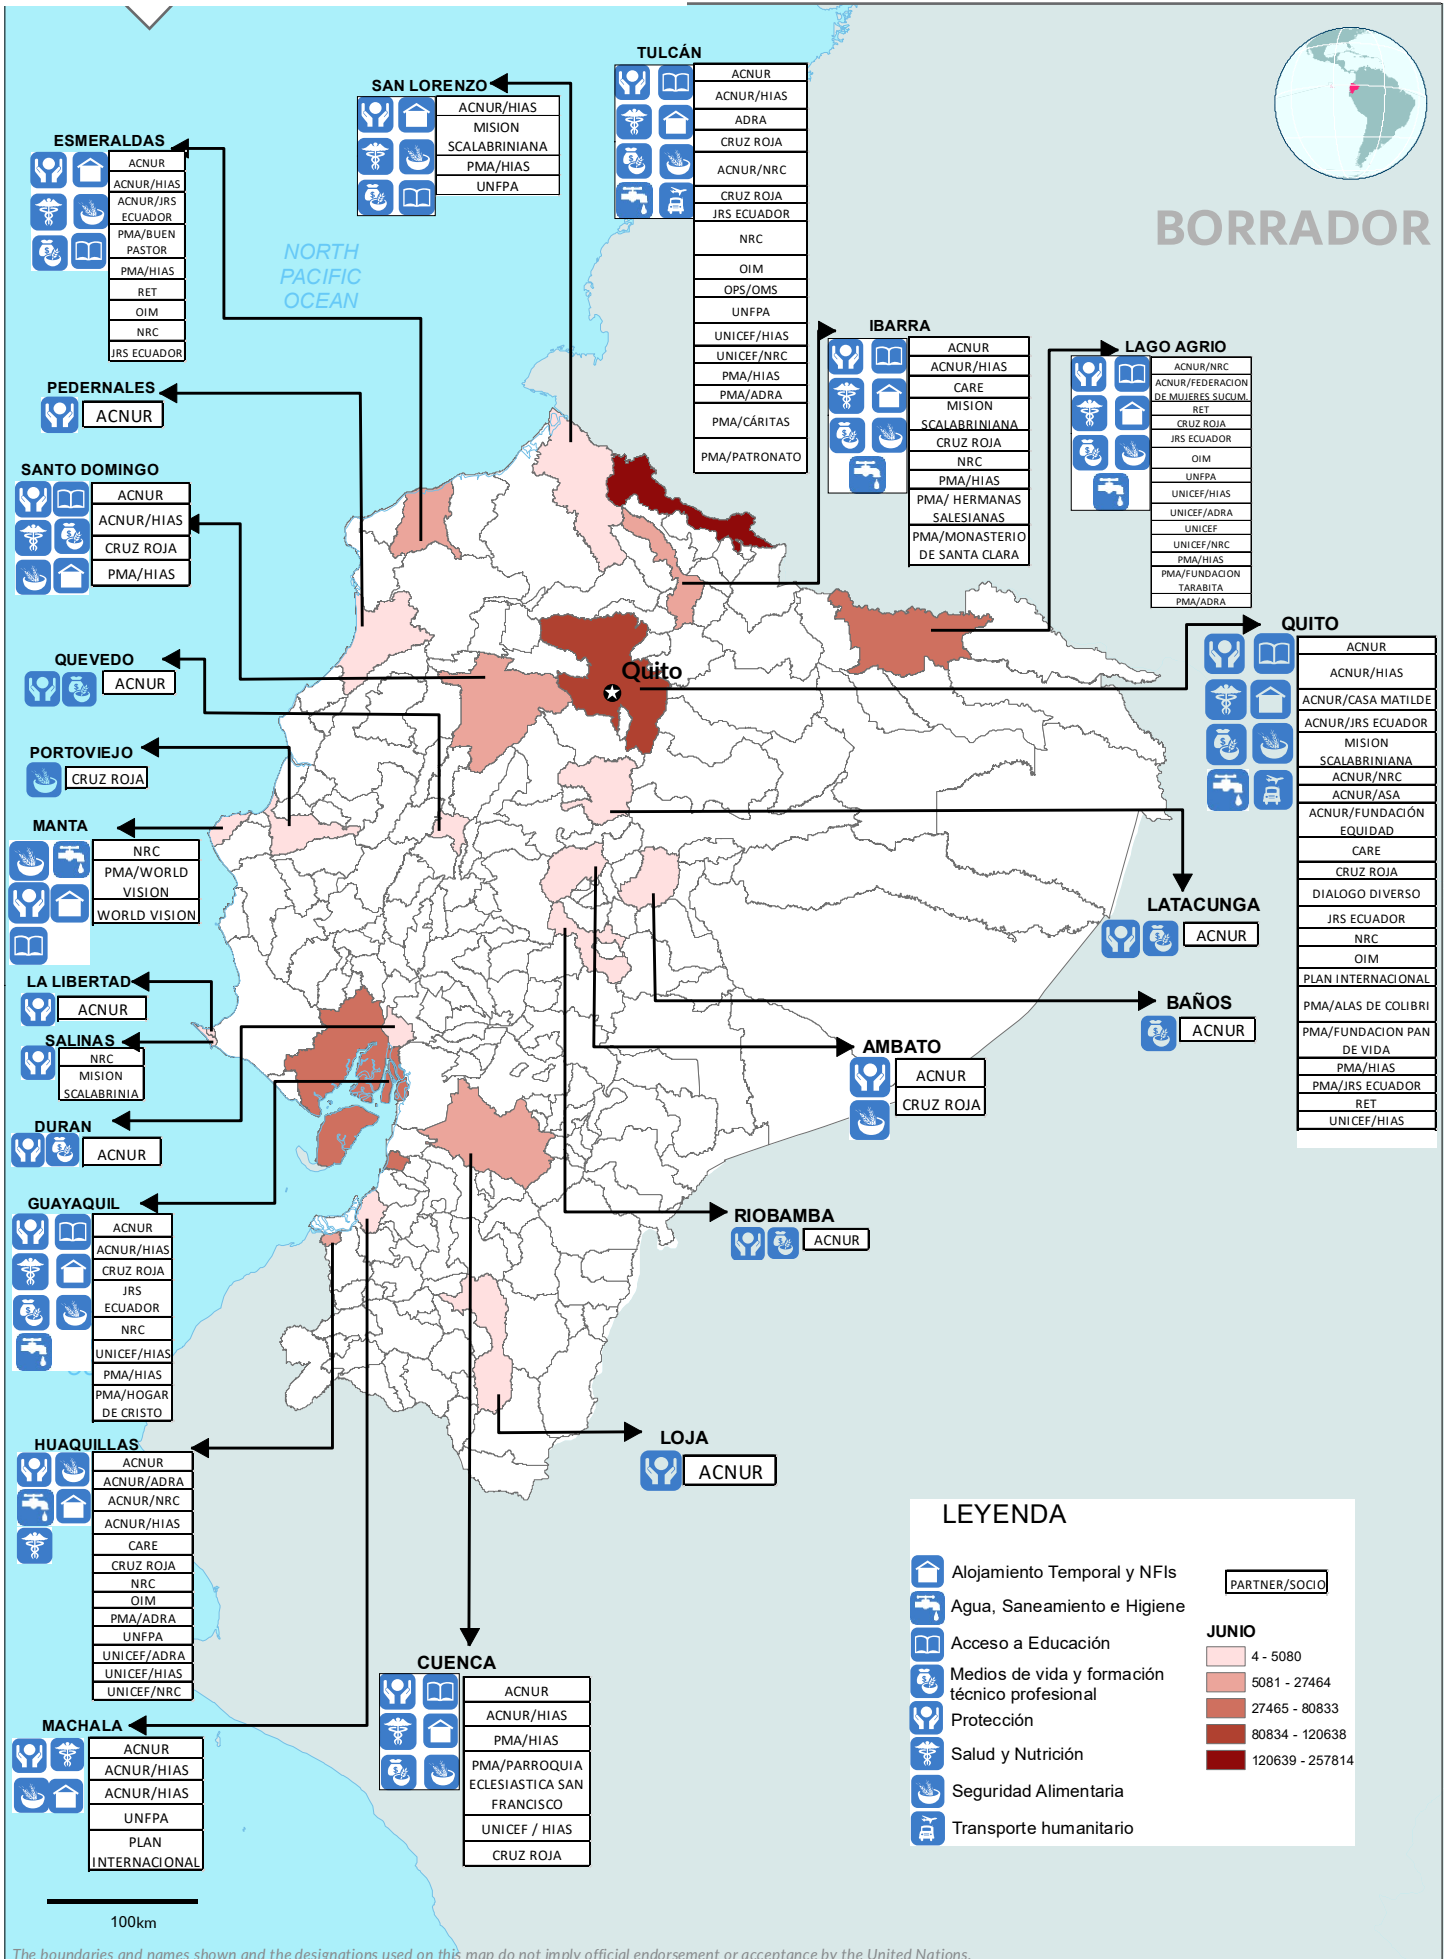 TULCÁN
ACNUR
ACNUR/HIAS
ADRA
CRUZ ROJA
ACNUR/NRC
CRUZ ROJA
JRS ECUADOR
NRC
OIM
OPS/OMS
UNFPA
UNICEF/HIAS
UNICEF/NRC
PMA/HIAS
PMA/ADRA
PMA/CÁRITAS
PMA/PATRONATO
SAN LORENZO
ACNUR/HIAS
MISION
SCALABRINIANA
PMA/HIAS
UNFPA
ESMERALDAS
ACNUR
ACNUR/HIAS
ACNUR/JRS
ECUADOR
PMA/BUEN
PASTOR
PMA/HIAS
RET
OIM
NRC
JRS ECUADOR
NORTH
PACIFIC
OCEAN
BORRADOR
IBARRA
ACNUR
ACNUR/HIAS
CARE
MISION
SCALABRINIANA
CRUZ ROJA
NRC
PMA/HIAS
PMA/ HERMANAS
SALESIANAS
PMA/MONASTERIO
DE SANTA CLARA
LAGO AGRIO
ACNUR/NRC
ACNUR/FEDERACION
DE MUJERES SUCUM.
RET
CRUZ ROJA
JRS ECUADOR
OIM
UNFPA
UNICEF/HIAS
UNICEF/ADRA
UNICEF
UNICEF/NRC
PMA/HIAS
PMA/FUNDACION
TARABITA
PMA/ADRA
PEDERNALES
ACNUR
SANTO DOMINGO
ACNUR
ACNUR/HIAS
CRUZ ROJA
PMA/HIAS
QUEVEDO
ACNUR
PORTOVIEJO
CRUZ ROJA
MANTA
NRC
PMA/WORLD
VISION
WORLD VISION
LA LIBERTAD
ACNUR
SALINAS
NRC
MISION
SCALABRINIA
DURAN
ACNUR
GUAYAQUIL
ACNUR
ACNUR/HIAS
CRUZ ROJA
JRS
ECUADOR
NRC
UNICEF/HIAS
PMA/HIAS
PMA/HOGAR
DE CRISTO
HUAQUILLAS
ACNUR
ACNUR/ADRA
ACNUR/NRC
ACNUR/HIAS
CARE
CRUZ ROJA
NRC
OIM
PMA/ADRA
UNFPA
UNICEF/ADRA
UNICEF/HIAS
UNICEF/NRC
MACHALA
ACNUR
ACNUR/HIAS
ACNUR/HIAS
UNFPA
PLAN
INTERNACIONAL
Quito
QUITO
ACNUR
ACNUR/HIAS
ACNUR/CASA MATILDE
ACNUR/JRS ECUADOR
MISION
SCALABRINIANA
ACNUR/NRC
ACNUR/ASA
ACNUR/FUNDACIÓN
EQUIDAD
CARE
CRUZ ROJA
DIALOGO DIVERSO
JRS ECUADOR
NRC
OIM
PLAN INTERNACIONAL
PMA/ALAS DE COLIBRI
PMA/FUNDACION PAN
DE VIDA
PMA/HIAS
PMA/JRS ECUADOR
RET
UNICEF/HIAS
LATACUNGA
ACNUR
BAÑOS
ACNUR
AMBATO
ACNUR
CRUZ ROJA
RIOBAMBA
ACNUR
LOJA
ACNUR
CUENCA
ACNUR
ACNUR/HIAS
PMA/HIAS
PMA/PARROQUIA
ECLESIASTICA SAN
FRANCISCO
UNICEF / HIAS
CRUZ ROJA
LEYENDA
Alojamiento Temporal y NFIs
Agua, Saneamiento e Higiene
Acceso a Educación
Medios de vida y formación
técnico profesional
Protección
Salud y Nutrición
Seguridad Alimentaria
Transporte humanitario
PARTNER/SOCIO
JUNIO
4 - 5080
5081 - 27464
27465 - 80833
80834 - 120638
120639 - 257814
100km
The boundaries and names shown and the designations used on this map do not imply official endorsement or acceptance by the United Nations.